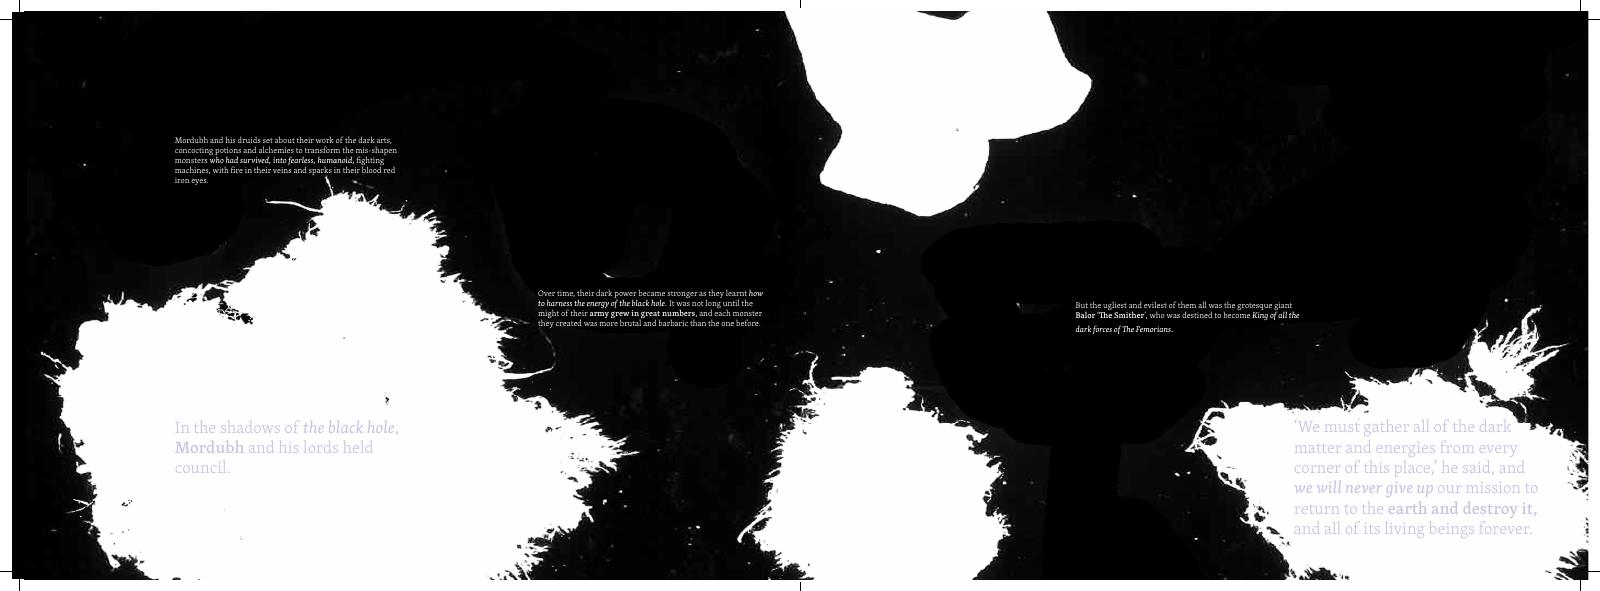 Mordubh and his druids set about their work of the dark arts,
concocting potions and alchemies to transform the mis-shapen
monsters who had survived, into fearless, humanoid, fighting
machines, with fire in their veins and sparks in their blood red
iron eyes.
In the shadows of the black hole,
Mordubh and his lords held
council.
Over time, their dark power became stronger as they learnt how
to harness the energy of the black hole. It was not long until the
might of their army grew in great numbers, and each monster
they created was more brutal and barbaric than the one before.
But the ugliest and evilest of them all was the grotesque giant
Balor ‘The Smither’, who was destined to become King of all the
dark forces of The Femorians.
‘We must gather all of the dark
matter and energies from every
corner of this place,’ he said, and
we will never give up our mission to
return to the earth and destroy it,
and all of its living beings forever.